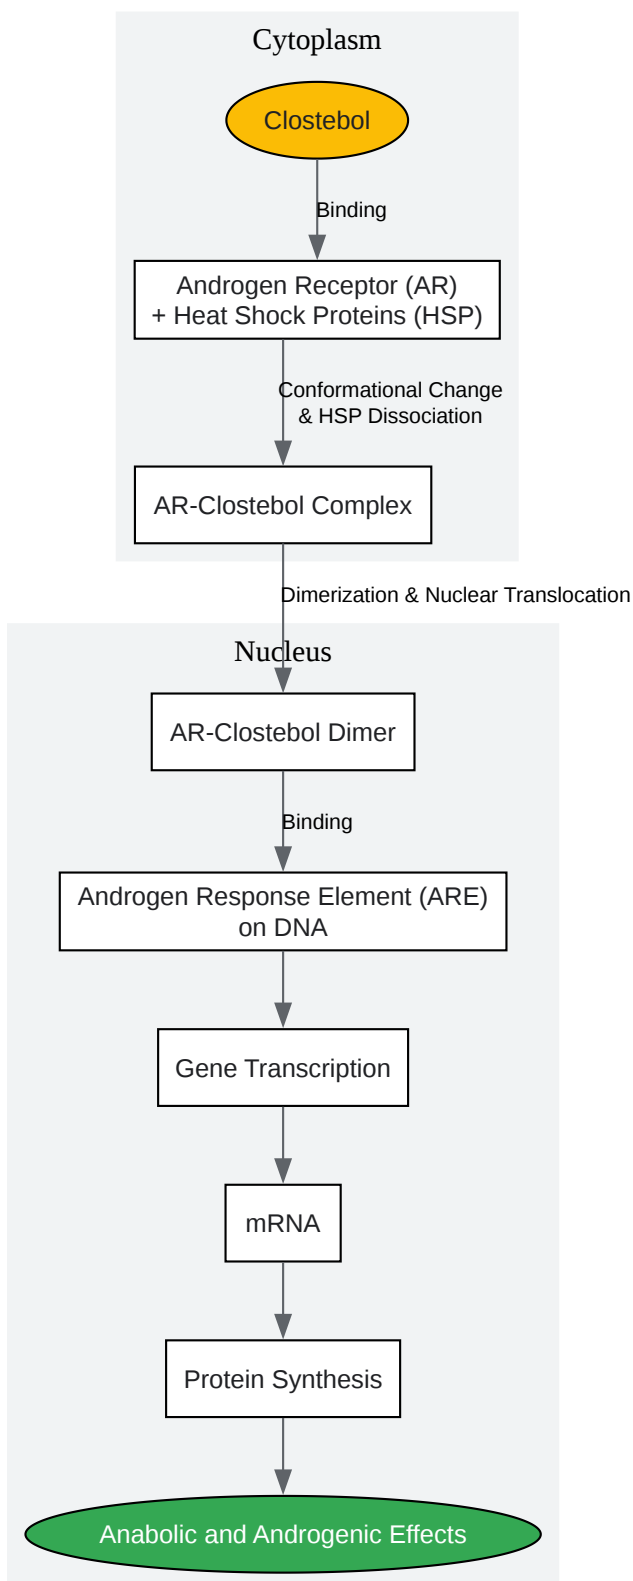 Cytoplasm
Clostebol
Binding
Androgen Receptor (AR)
+ Heat Shock Proteins (HSP)
Conformational Change
& HSP Dissociation
AR-Clostebol Complex
Dimerization & Nuclear Translocation
Nucleus
AR-Clostebol Dimer
Binding
Androgen Response Element (ARE)
on DNA
Gene Transcription
mRNA
Protein Synthesis
Anabolic and Androgenic Effects